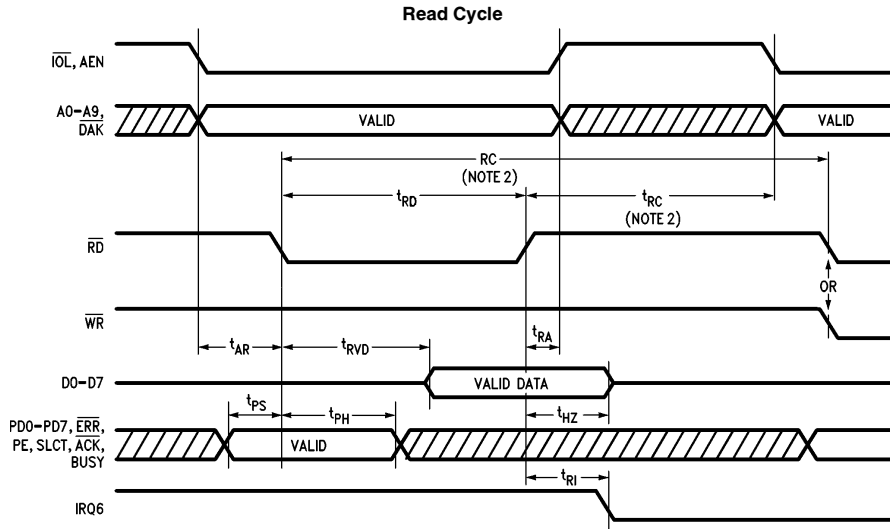 Read Cycle
IOL, AEN
A0–A9,
DAK
VALID
VALID
RC
(NOTE 2)
tRD
tRC
(NOTE 2)
RD
OR
WR
tAR
tRVD
tRA
D0–D7
VALID DATA
tPS
tPH
tHZ
PD0–PD7, ERR,
PE, SLCT, ACK,
BUSY
VALID
tRI
IRQ6